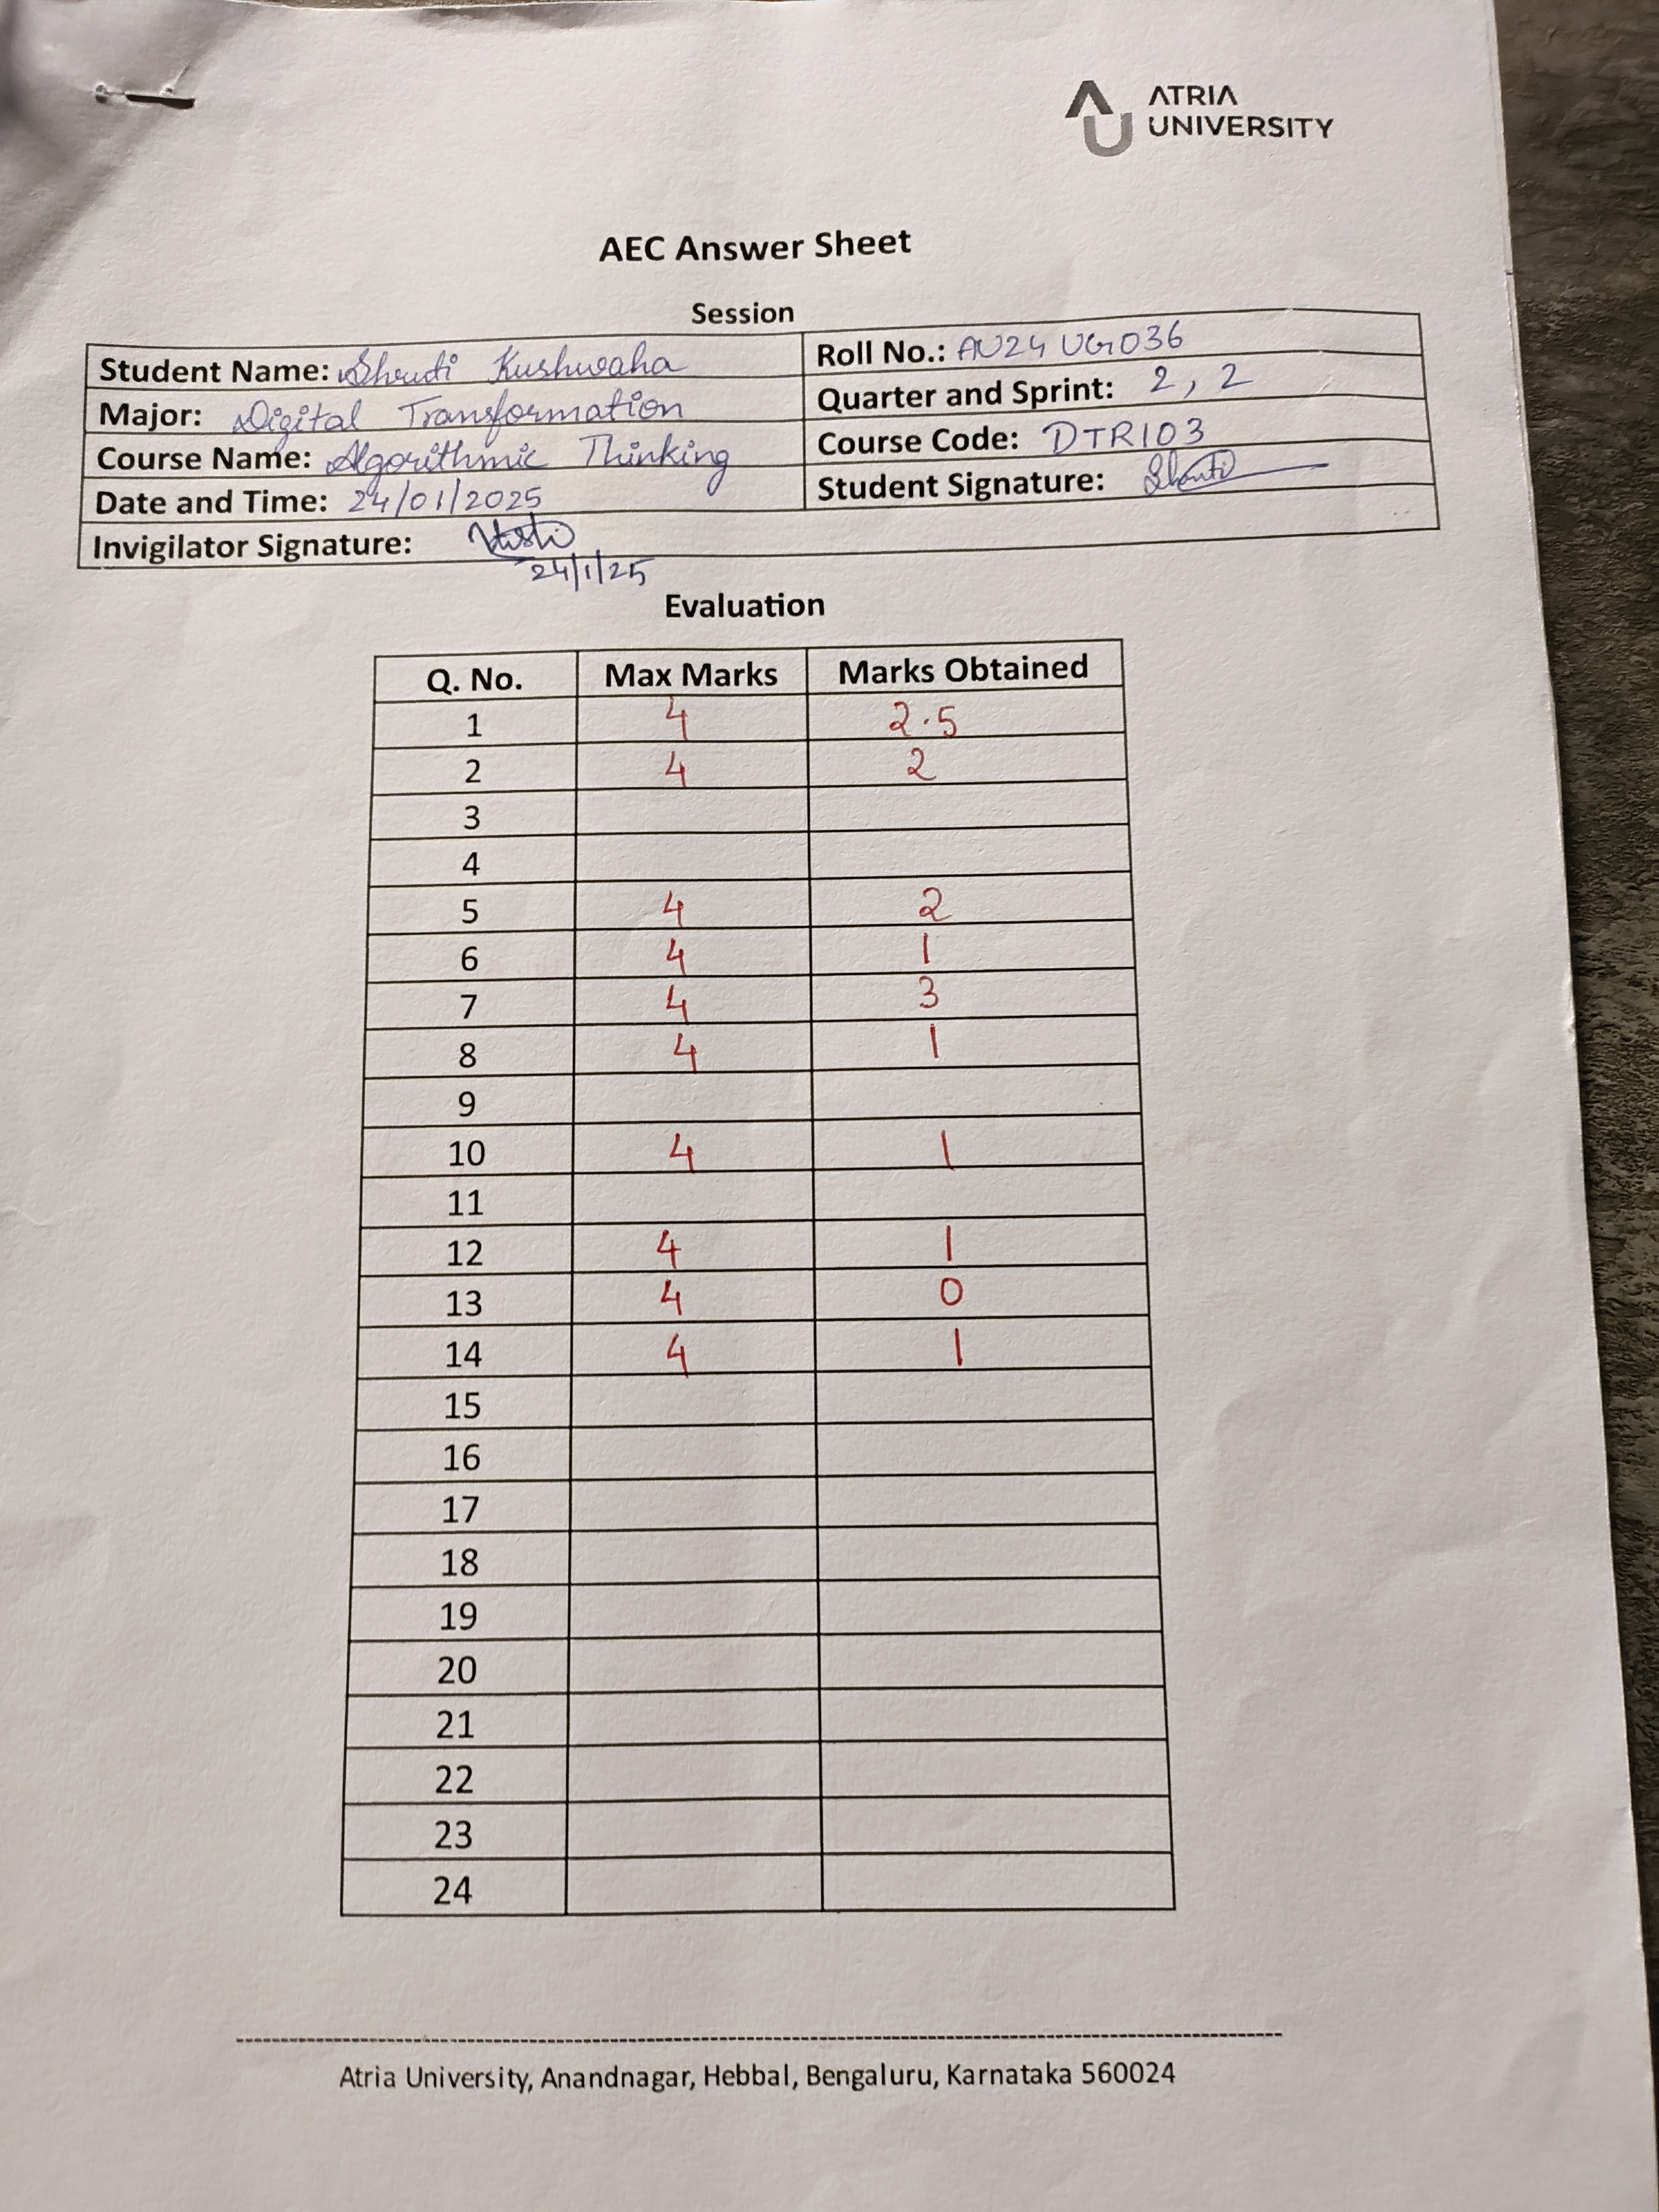 ATRIA
UNIVERSITY
AEC Answer Sheet
Session
Student Name: Shruti Kushwaha
Roll No.: AU24 UG036
Major: Digital Transformation
Quarter and Sprint: 2, 2
Course Name: Algorithmic Thinking
Course Code: DTR103
Date and Time: 24/01/2025
Student Signature: Shruti
Invigilator Signature:
24/1/25
Evaluation
Q. No. Max Marks Marks Obtained
1 4 2.5
2 4 2
3
4
5 4 2
6 4 1
7 4 3
8 4 1
9
10 4 1
11
12 4 1
13 4 0
14 4 1
15
16
17
18
19
20
21
22
23
24
Atria University, Anandnagar, Hebbal, Bengaluru, Karnataka 560024